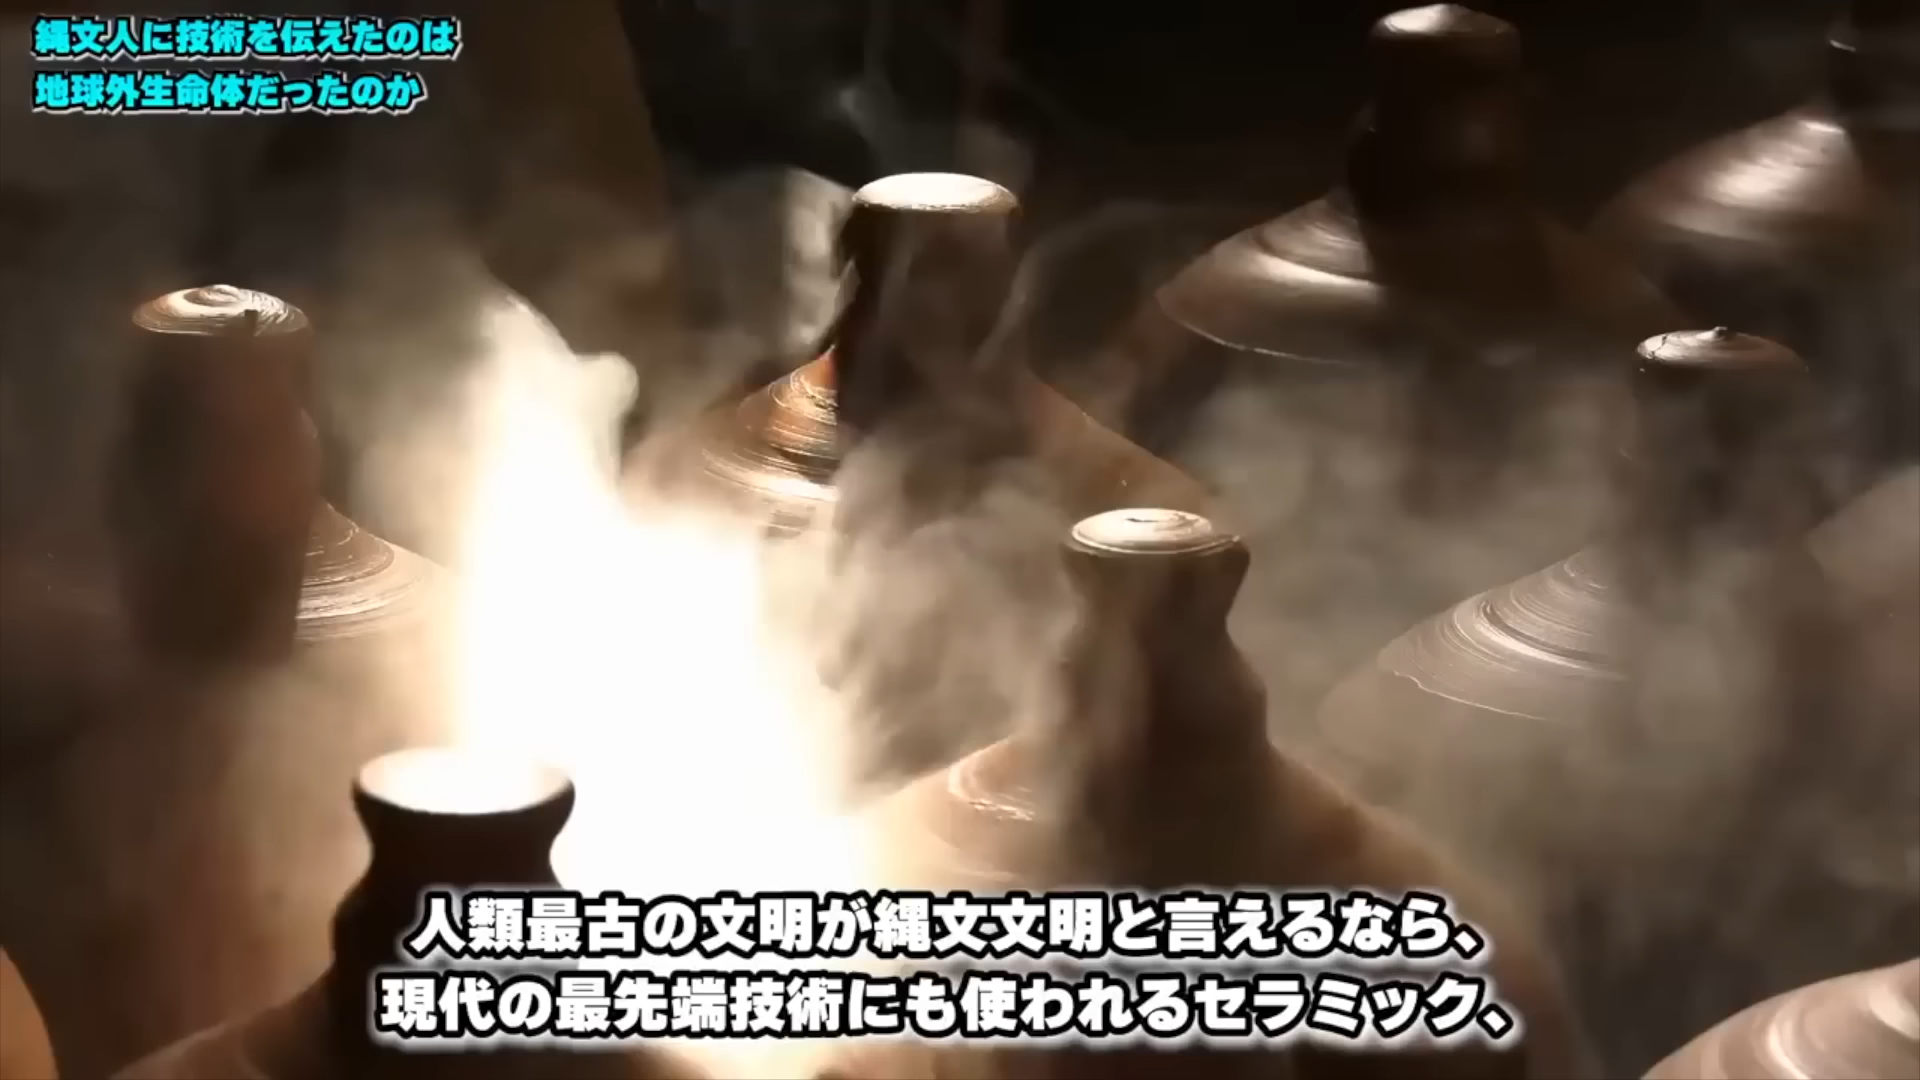 縄文人に技術を伝えたのは
地球外生命体だったのか
人類最古の文明が縄文文明と言えるなら、
現代の最先端技術にも使われるセラミック、